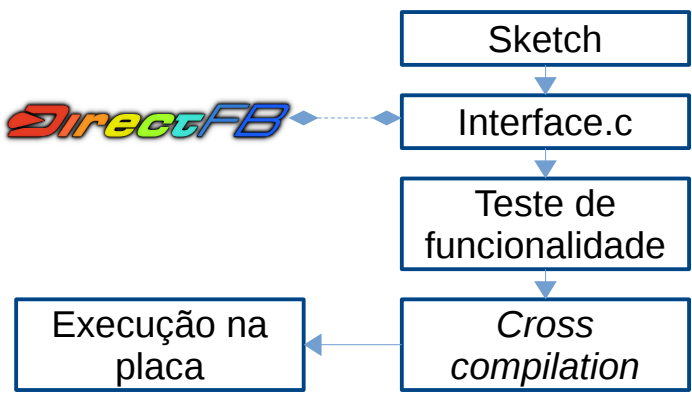 Sketch
DirectFB
Interface.c
Teste de
funcionalidade
Cross
compilation
Execução na
placa